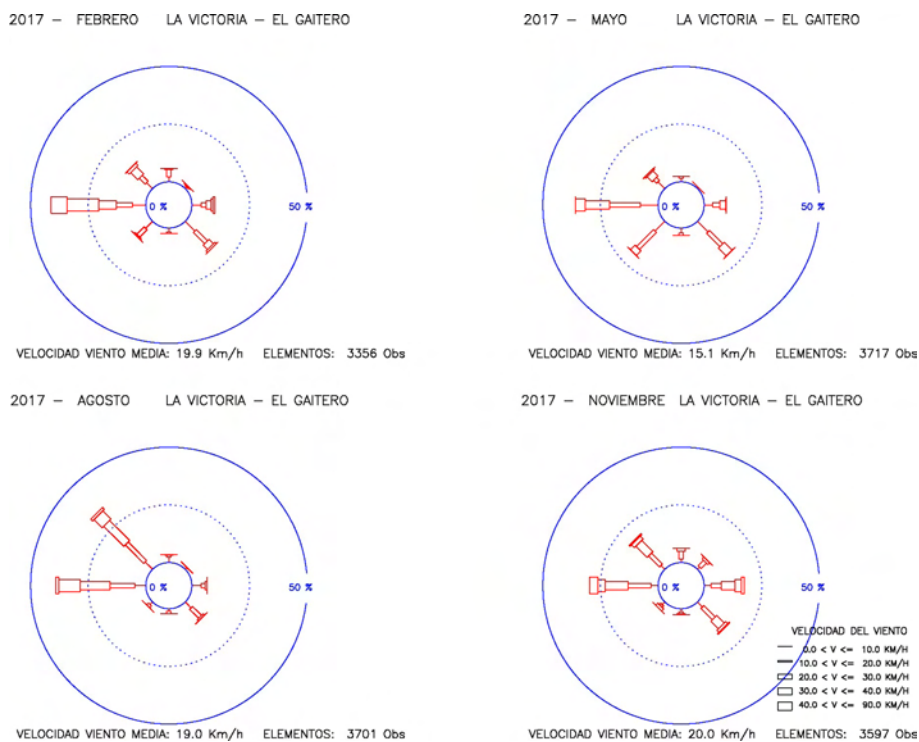 2017 – FEBRERO LA VICTORIA – EL GAITERO
0 %
50 %
VELOCIDAD VIENTO MEDIA: 19.9 Km/h ELEMENTOS: 3356 Obs
2017 – MAYO LA VICTORIA – EL GAITERO
0 %
50 %
VELOCIDAD VIENTO MEDIA: 15.1 Km/h ELEMENTOS: 3717 Obs
2017 – AGOSTO LA VICTORIA – EL GAITERO
0 %
50 %
VELOCIDAD VIENTO MEDIA: 19.0 Km/h ELEMENTOS: 3701 Obs
2017 – NOVIEMBRE LA VICTORIA – EL GAITERO
0 %
50 %
VELOCIDAD DEL VIENTO
0.0 < V <= 10.0 KM/H
10.0 < V <= 20.0 KM/H
20.0 < V <= 30.0 KM/H
30.0 < V <= 40.0 KM/H
40.0 < V <= 90.0 KM/H
VELOCIDAD VIENTO MEDIA: 20.0 Km/h ELEMENTOS: 3597 Obs